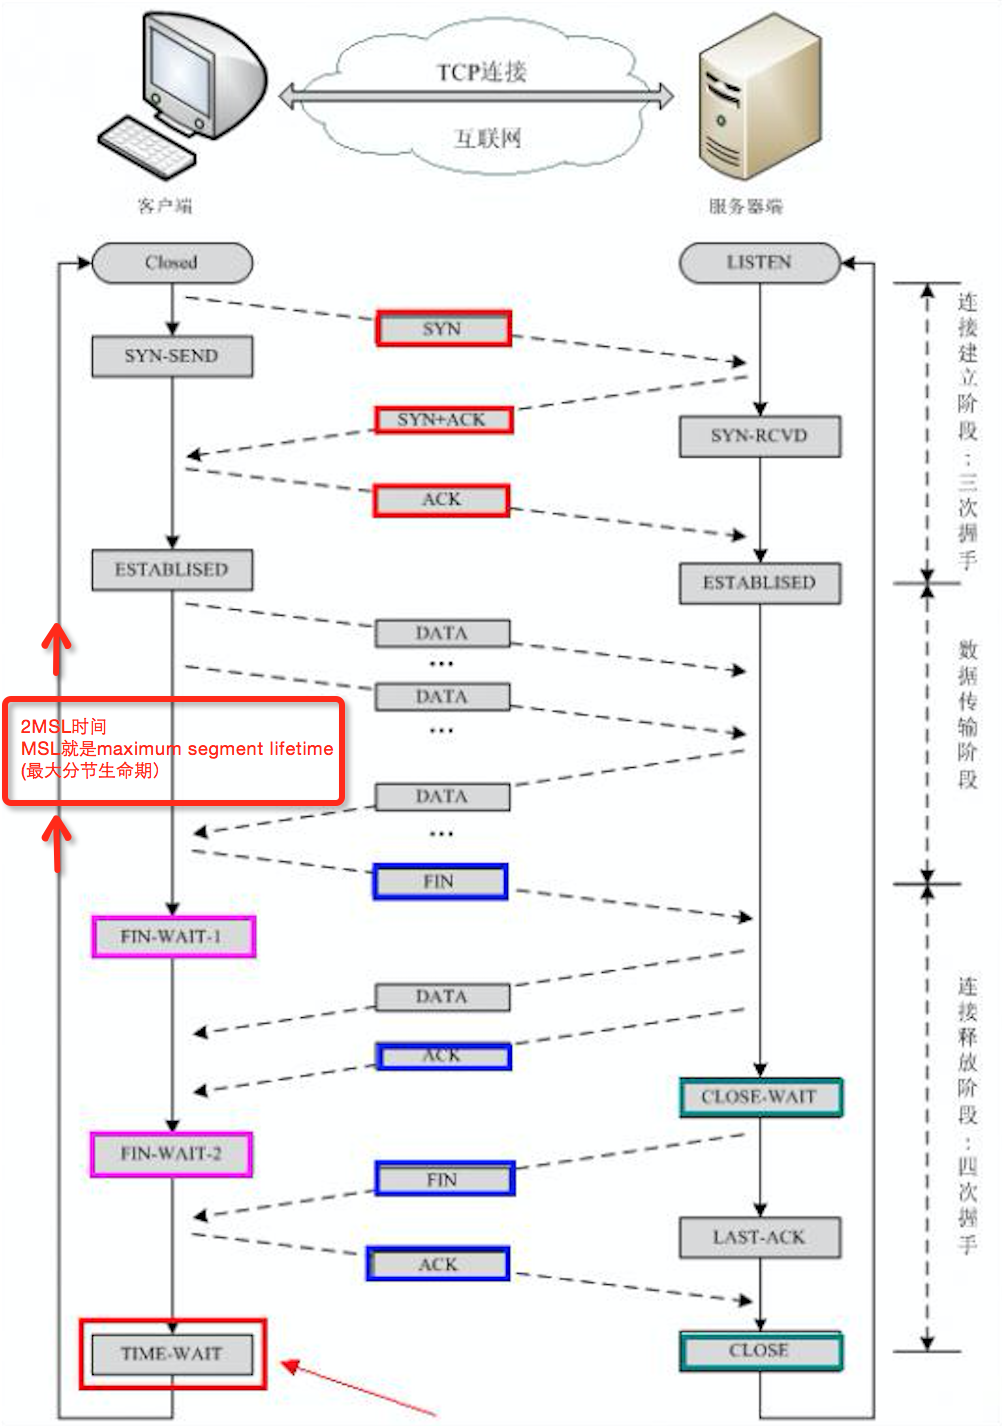 TCP连接
互联网
客户端
服务器端
Closed
LISTEN
SYN
SYN-SEND
SYN+ACK
SYN-RCVD
ACK
ESTABLISED
ESTABLISED
连接建立阶段:三次握手
DATA
...
DATA
...
数据传输阶段
2MSL时间
MSL就是maximum segment lifetime
(最大分节生命期)
DATA
...
FIN
FIN-WAIT-1
DATA
ACK
CLOSE-WAIT
连接释放阶段:四次握手
FIN-WAIT-2
FIN
LAST-ACK
ACK
TIME-WAIT
CLOSE